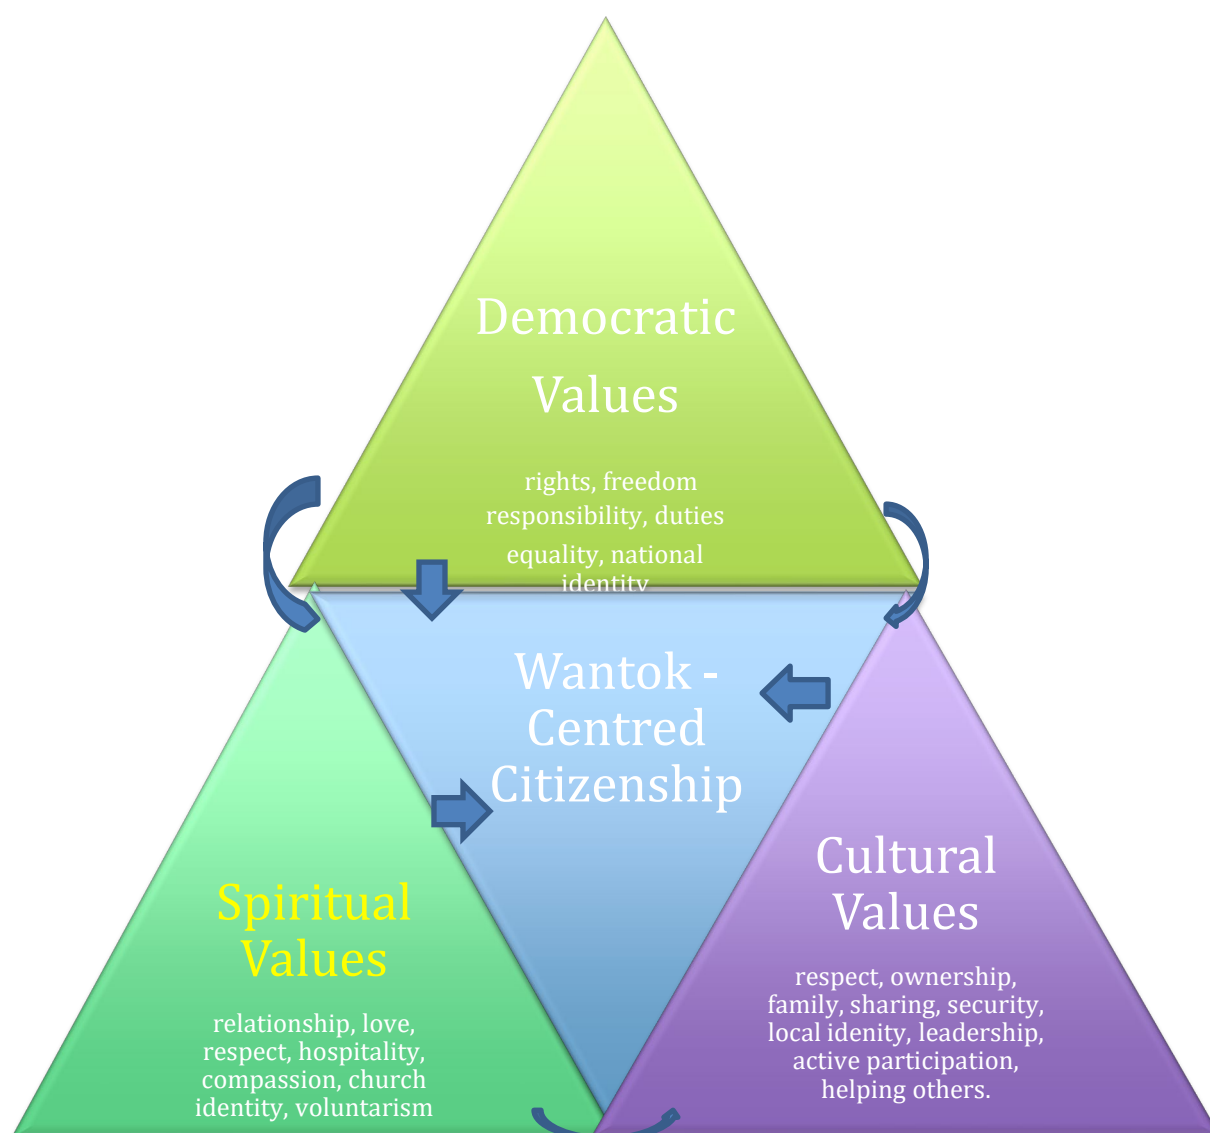 Democratic
Values
rights, freedom
responsibility, duties
equality, national
identity
Wantok -
Centred
Citizenship
Spiritual
Values
relationship, love,
respect, hospitality,
compassion, church
identity, voluntarism
Cultural
Values
respect, ownership,
family, sharing, security,
local idenity, leadership,
active participation,
helping others.